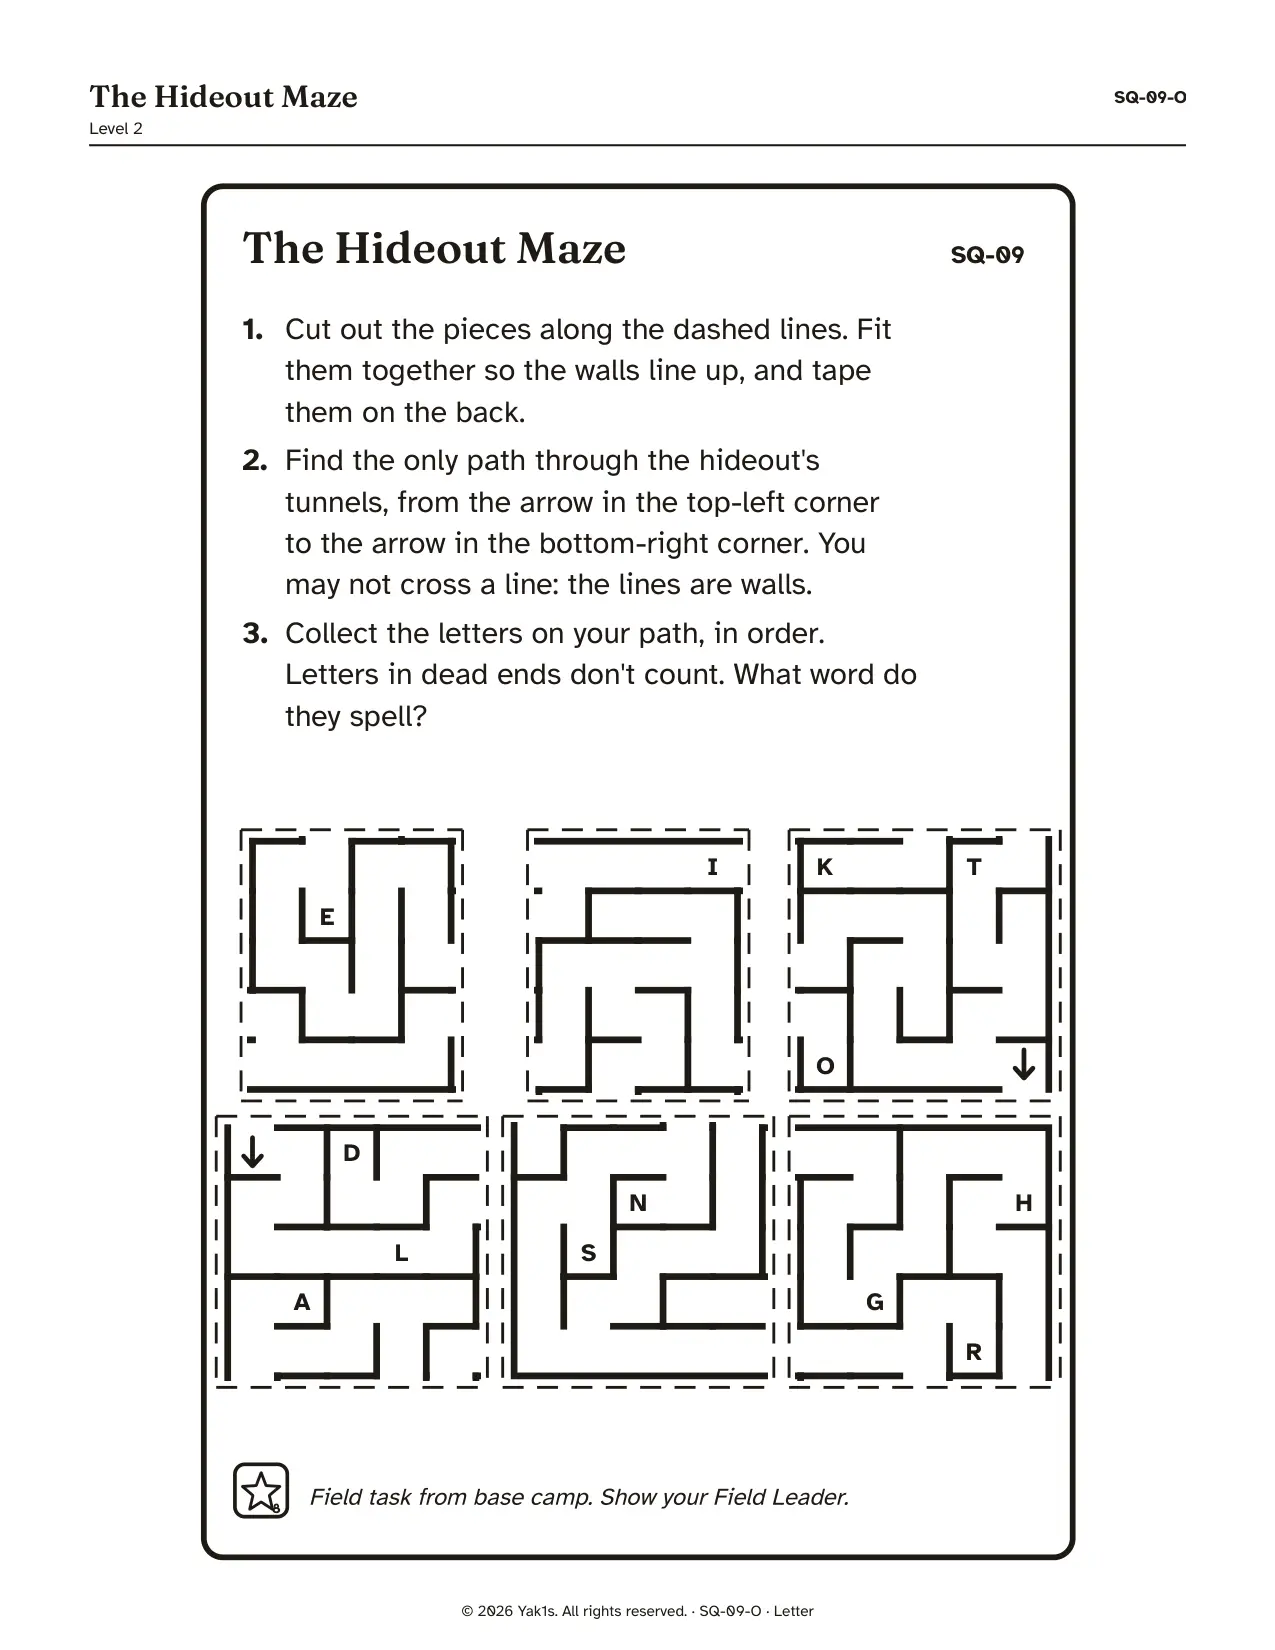 The Hideout Maze
SQ-09-O
Level 2
The Hideout Maze
SQ-09
1. Cut out the pieces along the dashed lines. Fit
them together so the walls line up, and tape
them on the back.
2. Find the only path through the hideout's
tunnels, from the arrow in the top-left corner
to the arrow in the bottom-right corner. You
may not cross a line: the lines are walls.
3. Collect the letters on your path, in order.
Letters in dead ends don't count. What word do
they spell?
I
K
T
E
O
D
N
H
L
S
A
G
R
8
Field task from base camp. Show your Field Leader.
© 2026 Yak1s. All rights reserved. · SQ-09-O · Letter